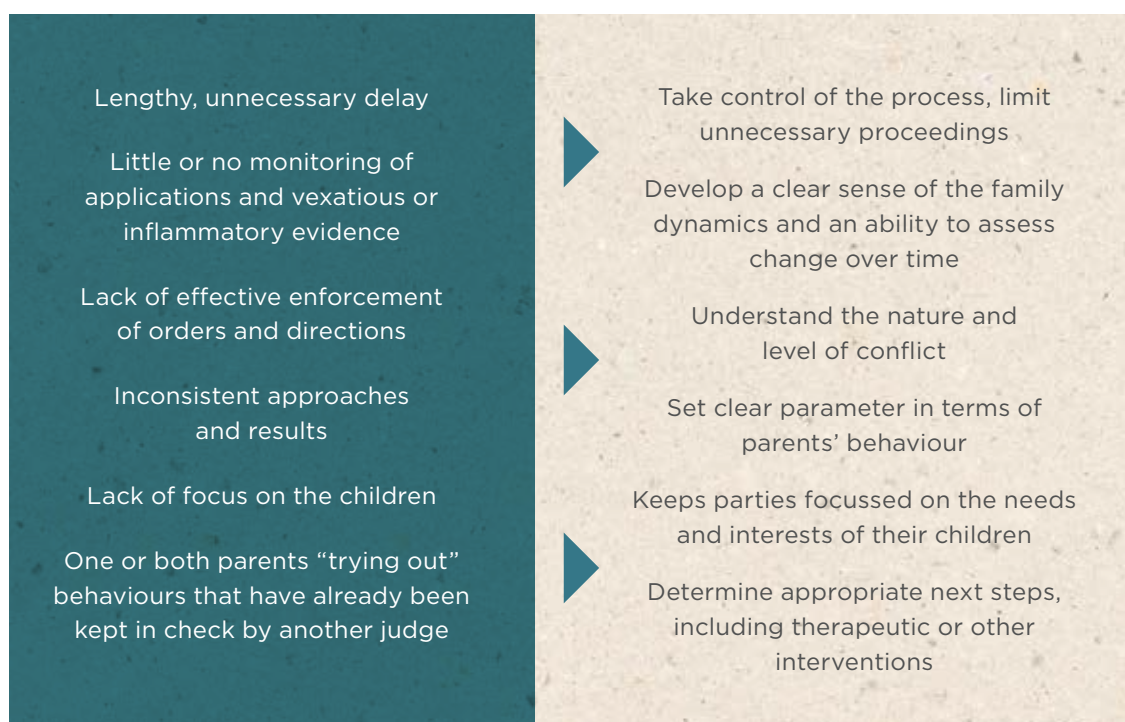 Lengthy, unnecessary delay
Little or no monitoring of
applications and vexatious or
inflammatory evidence
Lack of effective enforcement
of orders and directions
Inconsistent approaches
and results
Lack of focus on the children
One or both parents “trying out”
behaviours that have already been
kept in check by another judge
Take control of the process, limit
unnecessary proceedings
Develop a clear sense of the family
dynamics and an ability to assess
change over time
Understand the nature and
level of conflict
Set clear parameter in terms of
parents’ behaviour
Keeps parties focussed on the needs
and interests of their children
Determine appropriate next steps,
including therapeutic or other
interventions